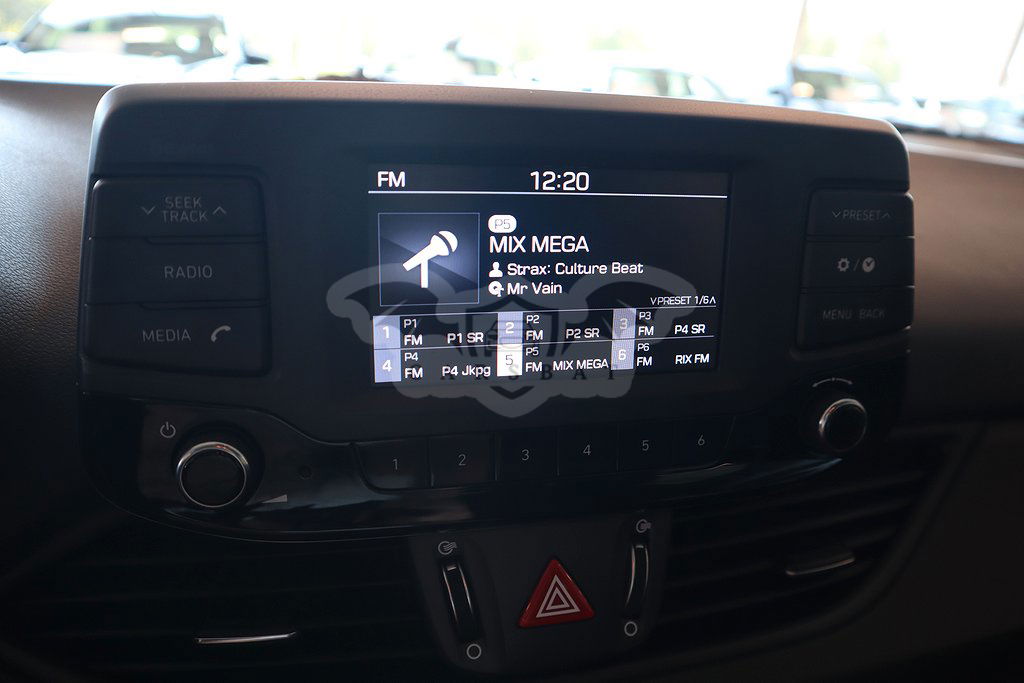 FM 12:20
P5
MIX MEGA
Strax: Culture Beat
Mr Vain
PRESET 1/6
1 P1 FM P1 SR
2 P2 FM P2 SR
3 P3 FM P4 SR
4 P4 FM P4 Jkpg
5 P5 FM MIX MEGA
6 P6 FM RIX FM
CARSBAY
SEEK
TRACK
RADIO
MEDIA
PRESET
MENU BACK
1 2 3 4 5 6